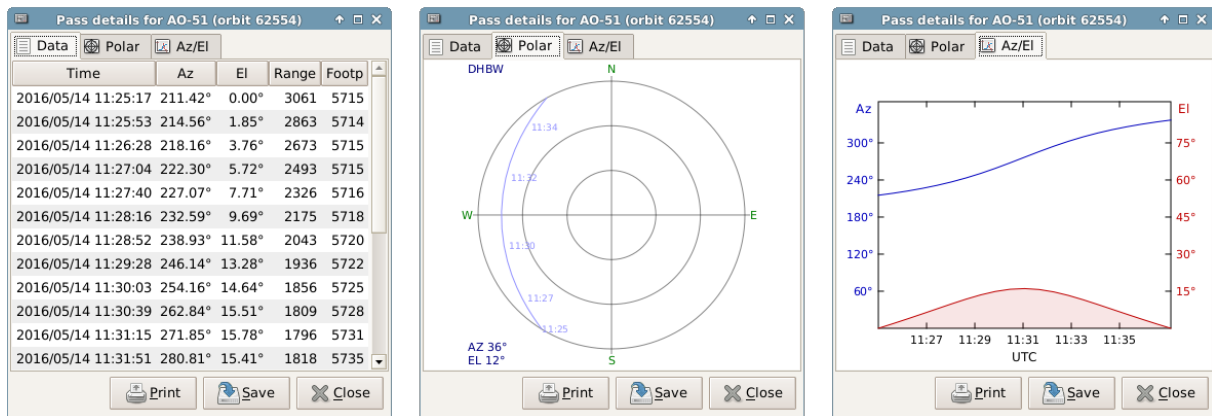 Pass details for AO-51 (orbit 62554)
Data Polar Az/El
Time Az El Range Footp
2016/05/14 11:25:17 211.42° 0.00° 3061 5715
2016/05/14 11:25:53 214.56° 1.85° 2863 5714
2016/05/14 11:26:28 218.16° 3.76° 2673 5715
2016/05/14 11:27:04 222.30° 5.72° 2493 5715
2016/05/14 11:27:40 227.07° 7.71° 2326 5716
2016/05/14 11:28:16 232.59° 9.69° 2175 5718
2016/05/14 11:28:52 238.93° 11.58° 2043 5720
2016/05/14 11:29:28 246.14° 13.28° 1936 5722
2016/05/14 11:30:03 254.16° 14.64° 1856 5725
2016/05/14 11:30:39 262.84° 15.51° 1809 5728
2016/05/14 11:31:15 271.85° 15.78° 1796 5731
2016/05/14 11:31:51 280.81° 15.41° 1818 5735
Print Save Close
Pass details for AO-51 (orbit 62554)
Data Polar Az/El
DHBW
N
11:34
11:32
W E
11:30
11:27
11:25
S
AZ 36°
EL 12°
Print Save Close
Pass details for AO-51 (orbit 62554)
Data Polar Az/El
Az El
300° 75°
240° 60°
180° 45°
120° 30°
60° 15°
11:27 11:29 11:31 11:33 11:35
UTC
Print Save Close